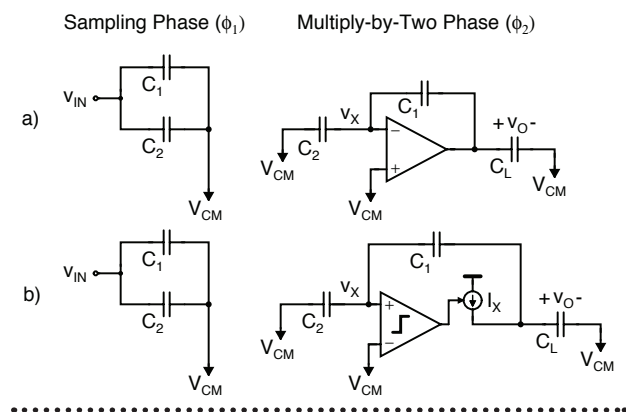 Sampling Phase (ϕ1) Multiply-by-Two Phase (ϕ2)
a)
vIN
C1
C2
VCM
C2
VCM
vX
C1
−
+
VCM
+vO-
CL
VCM
b)
vIN
C1
C2
VCM
C2
VCM
vX
C1
+
−
VCM
IX
+vO-
CL
VCM